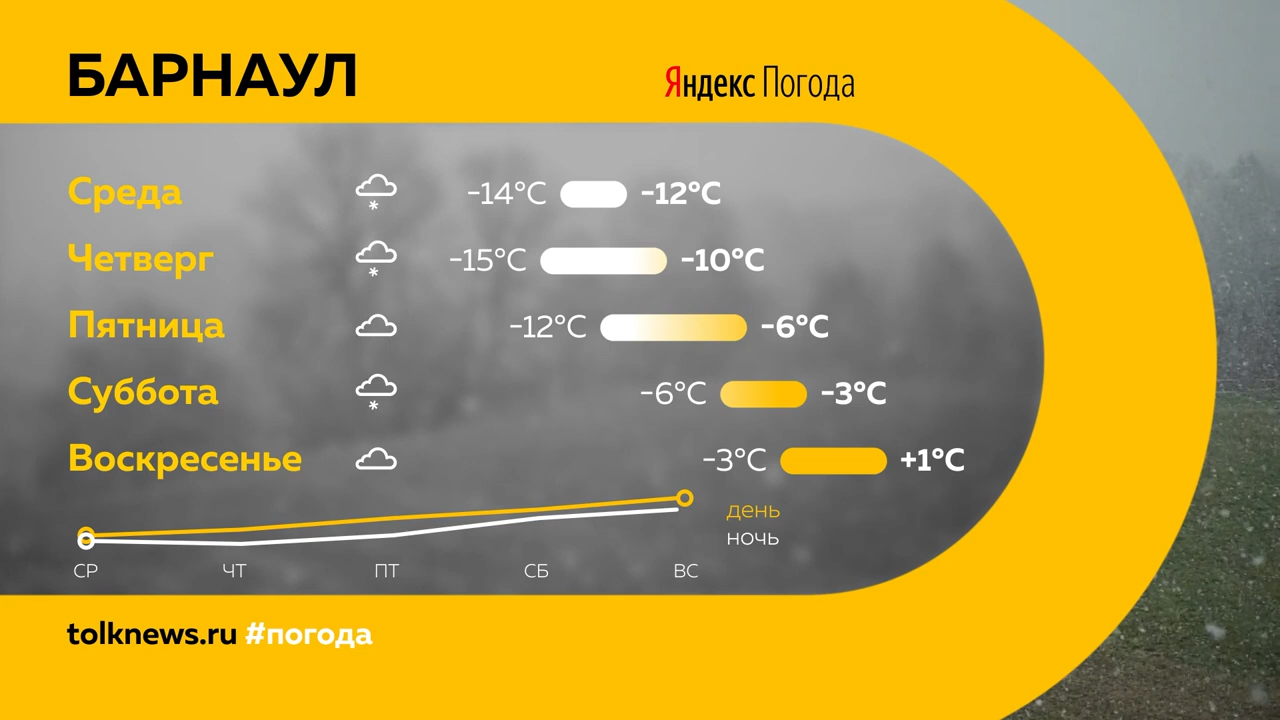 БАРНАУЛ
Яндекс Погода
Среда -14°C -12°C
Четверг -15°C -10°C
Пятница -12°C -6°C
Суббота -6°C -3°C
Воскресенье -3°C +1°C
день
ночь
СР ЧТ ПТ СБ ВС
tolknews.ru #погода